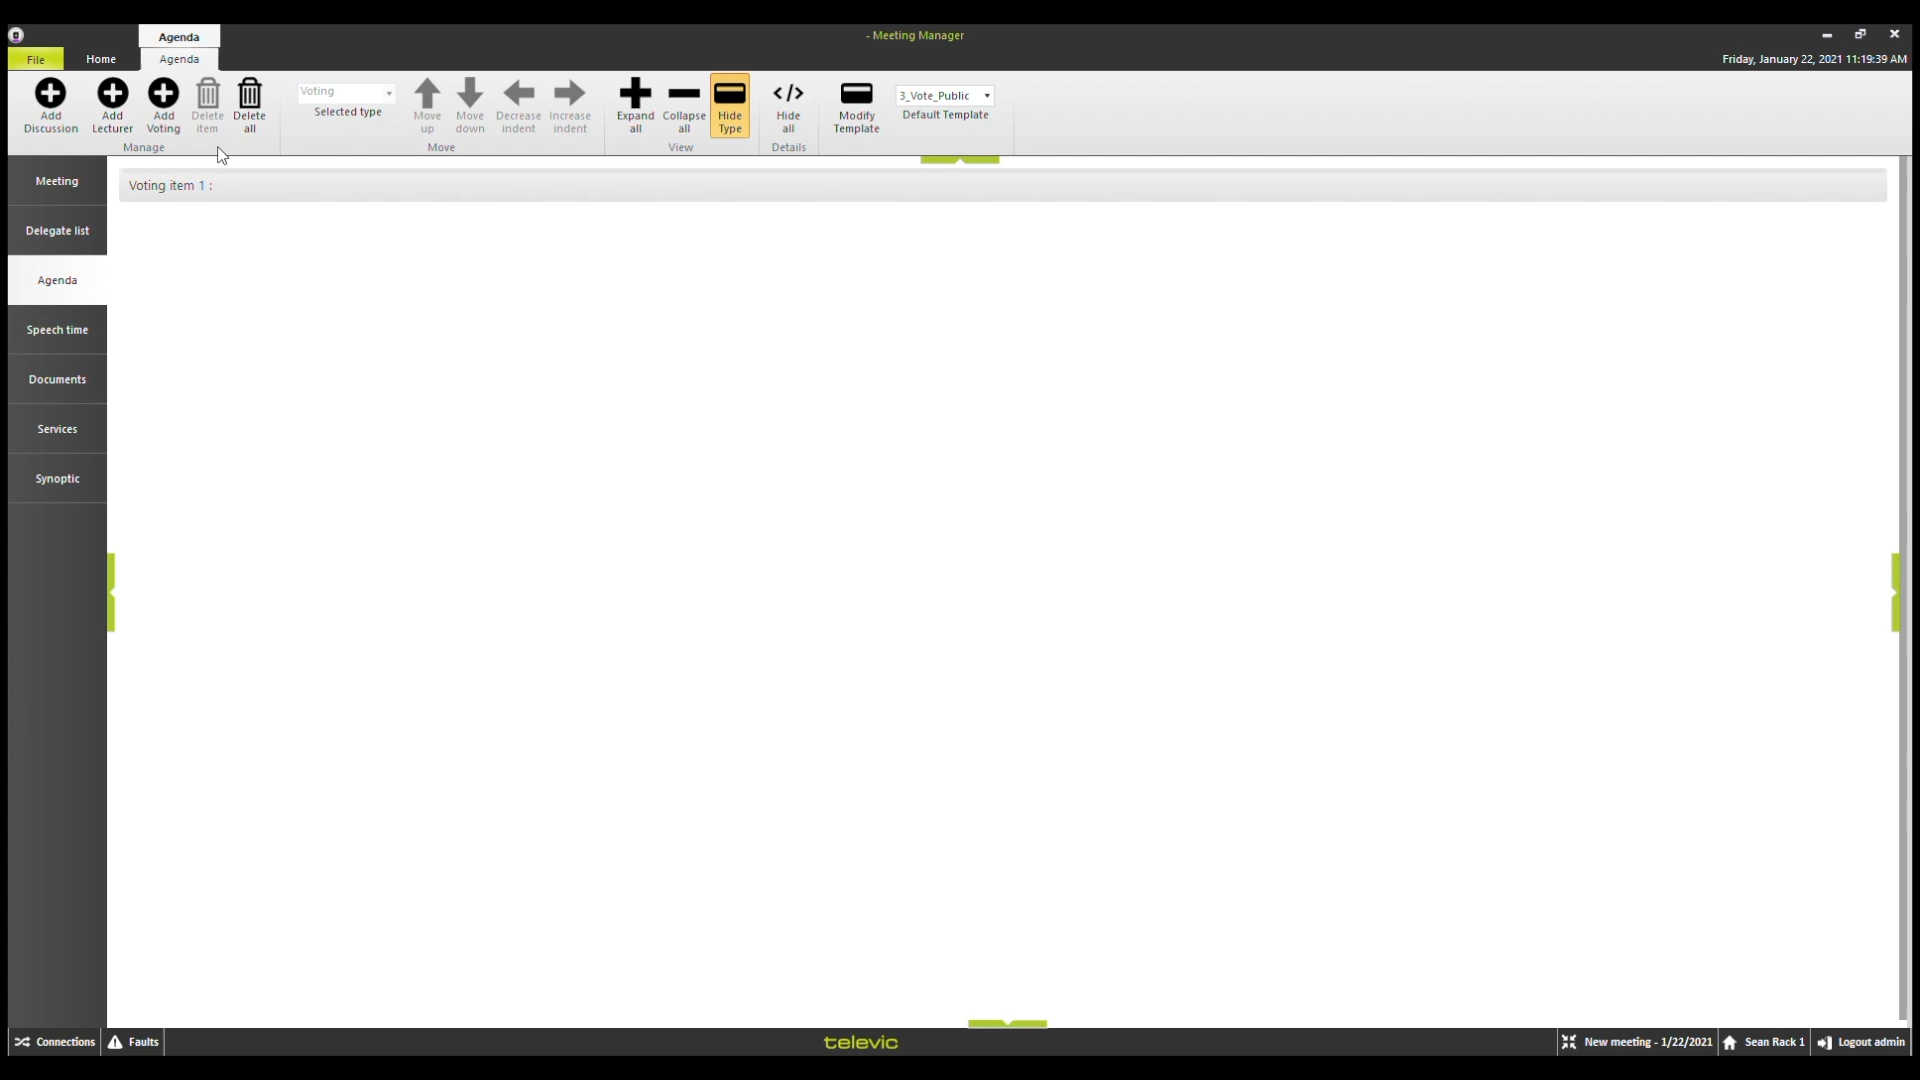 Agenda
- Meeting Manager
File
Home
Agenda
Friday, January 22, 2021 11:19:39 AM
Add Discussion
Add Lecturer
Add Voting
Delete item
Delete all
Manage
Voting
Selected type
Move up
Move down
Decrease indent
Increase indent
Move
Expand all
Collapse all
Hide Type
View
</> Hide all
Details
Modify Template
3_Vote_Public
Default Template
Meeting
Delegate list
Agenda
Speech time
Documents
Services
Synoptic
Voting item 1 :
Connections
Faults
televic
New meeting - 1/22/2021
Sean Rack 1
Logout admin